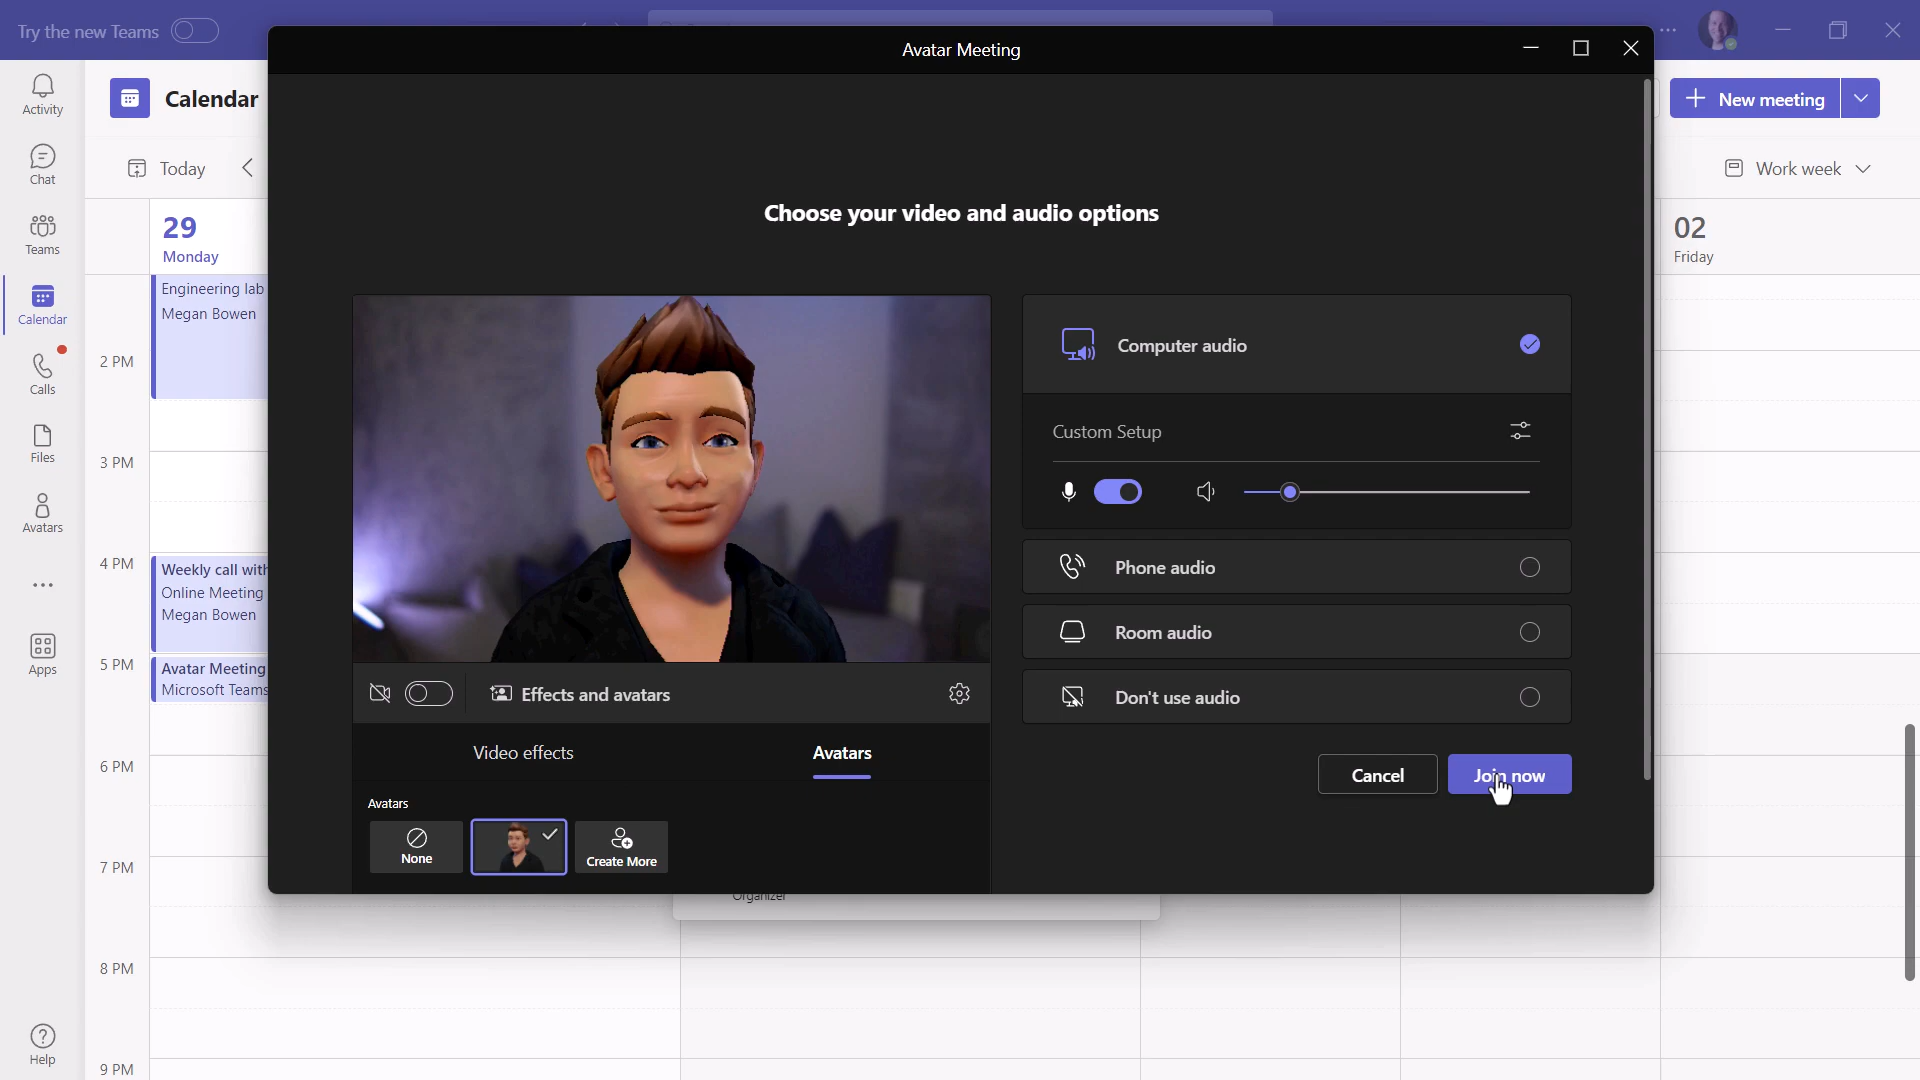 Try the new Teams
Avatar Meeting
Activity
Chat
Teams
Calendar
Calls
Files
Avatars
Apps
Help
Calendar
New meeting
Today
Work week
29
Monday
02
Friday
2 PM
3 PM
4 PM
5 PM
6 PM
7 PM
8 PM
9 PM
Engineering lab
Megan Bowen
Weekly call with
Online Meeting
Megan Bowen
Avatar Meeting
Microsoft Teams
Choose your video and audio options
Computer audio
Custom Setup
Phone audio
Room audio
Don't use audio
Cancel
Join now
Effects and avatars
Video effects
Avatars
Avatars
None
Create More
Organizer